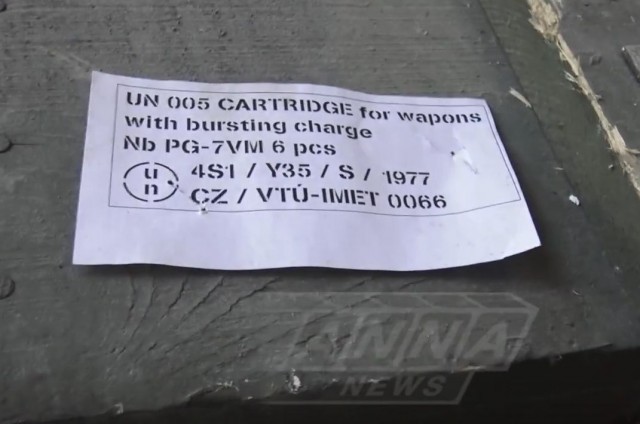 UN 005 CARTRIDGE for wapons
with bursting charge
Nb PG-7VM 6 pcs
un 4S1 / Y35 / S / 1977
CZ / VTÚ-IMET 0066
ANNA
NEWS